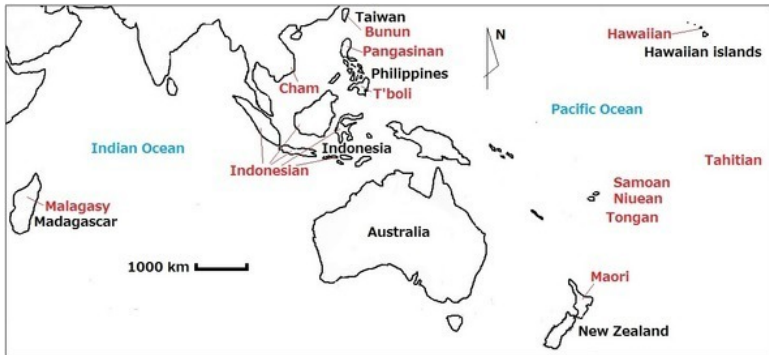 Taiwan
Bunun
Pangasinan
N
Hawaiian
Hawaiian islands
Philippines
Cham
T'boli
Pacific Ocean
Indian Ocean
Indonesia
Indonesian
Tahitian
Samoan
Niuean
Tongan
Malagasy
Madagascar
Australia
1000 km
Maori
New Zealand